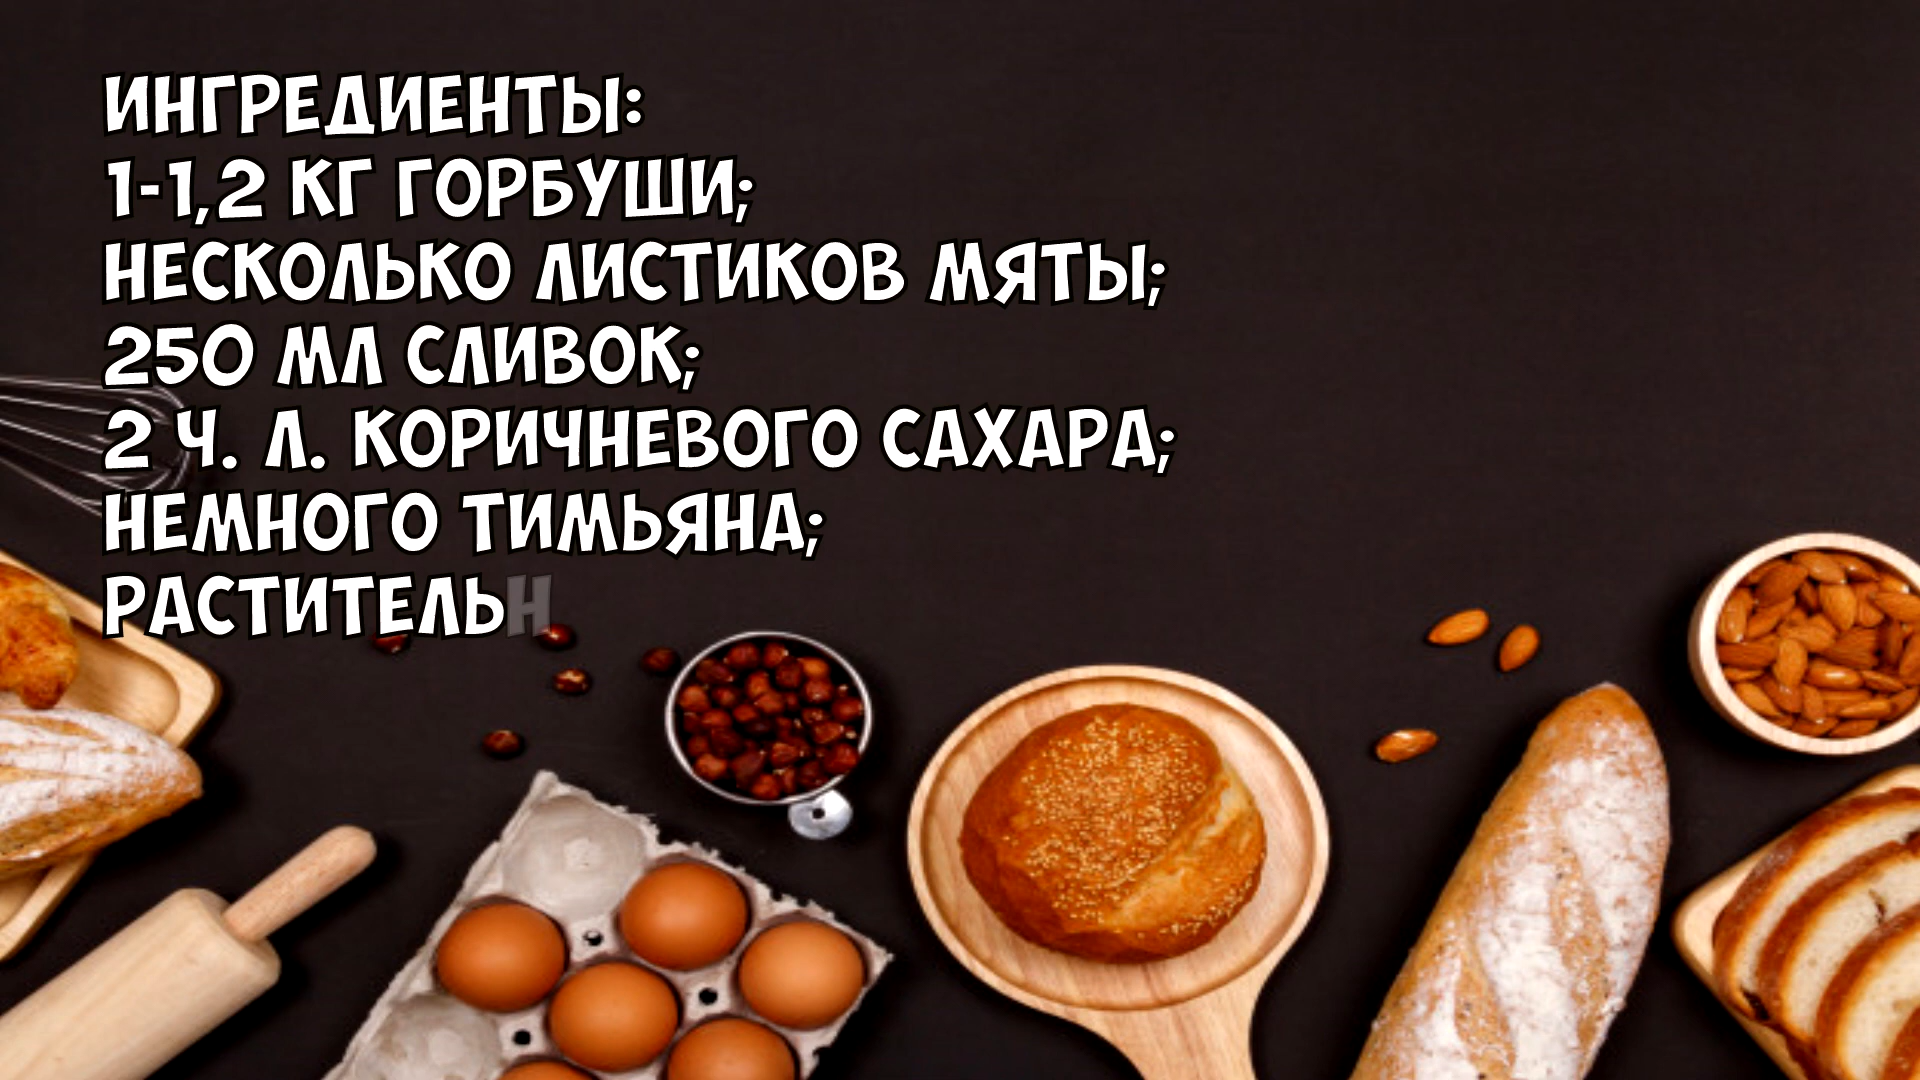 ИНГРЕДИЕНТЫ:
1-1,2 КГ ГОРБУШИ;
НЕСКОЛЬКО ЛИСТИКОВ МЯТЫ;
250 МЛ СЛИВОК;
2 Ч. Л. КОРИЧНЕВОГО САХАРА;
НЕМНОГО ТИМЬЯНА;
РАСТИТЕЛЬН